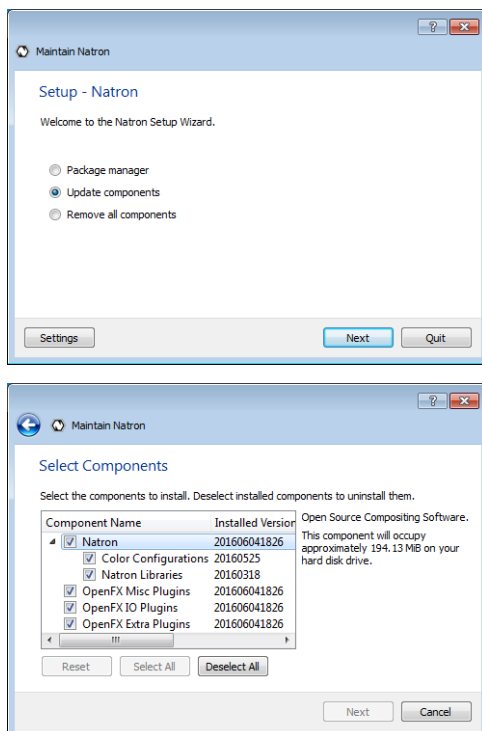 Maintain Natron
Setup - Natron
Welcome to the Natron Setup Wizard.
Package manager
Update components
Remove all components
Settings
Next
Quit
Maintain Natron
Select Components
Select the components to install. Deselect installed components to uninstall them.
Component Name Installed Version
Natron 201606041826
Color Configurations 20160525
Natron Libraries 20160318
OpenFX Misc Plugins 201606041826
OpenFX IO Plugins 201606041826
OpenFX Extra Plugins 201606041826
Open Source Compositing Software.
This component will occupy
approximately 194.13 MiB on your
hard disk drive.
Reset
Select All
Deselect All
Next
Cancel